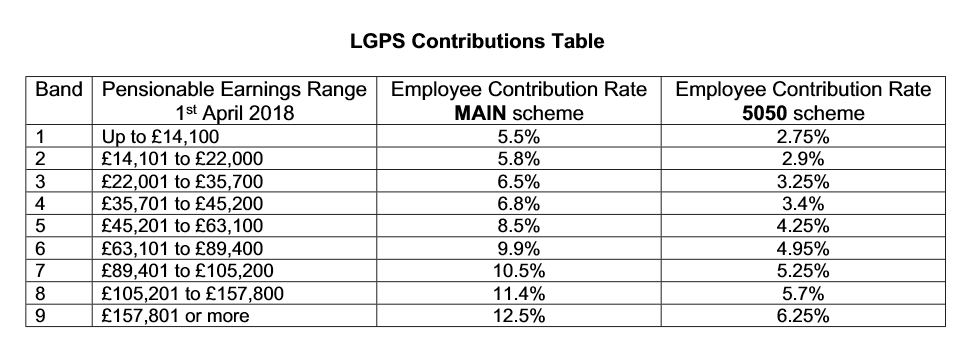 LGPS Contributions Table
Band Pensionable Earnings Range Employee Contribution Rate Employee Contribution Rate
1st April 2018 MAIN scheme 5050 scheme
1 Up to £14,100 5.5% 2.75%
2 £14,101 to £22,000 5.8% 2.9%
3 £22,001 to £35,700 6.5% 3.25%
4 £35,701 to £45,200 6.8% 3.4%
5 £45,201 to £63,100 8.5% 4.25%
6 £63,101 to £89,400 9.9% 4.95%
7 £89,401 to £105,200 10.5% 5.25%
8 £105,201 to £157,800 11.4% 5.7%
9 £157,801 or more 12.5% 6.25%